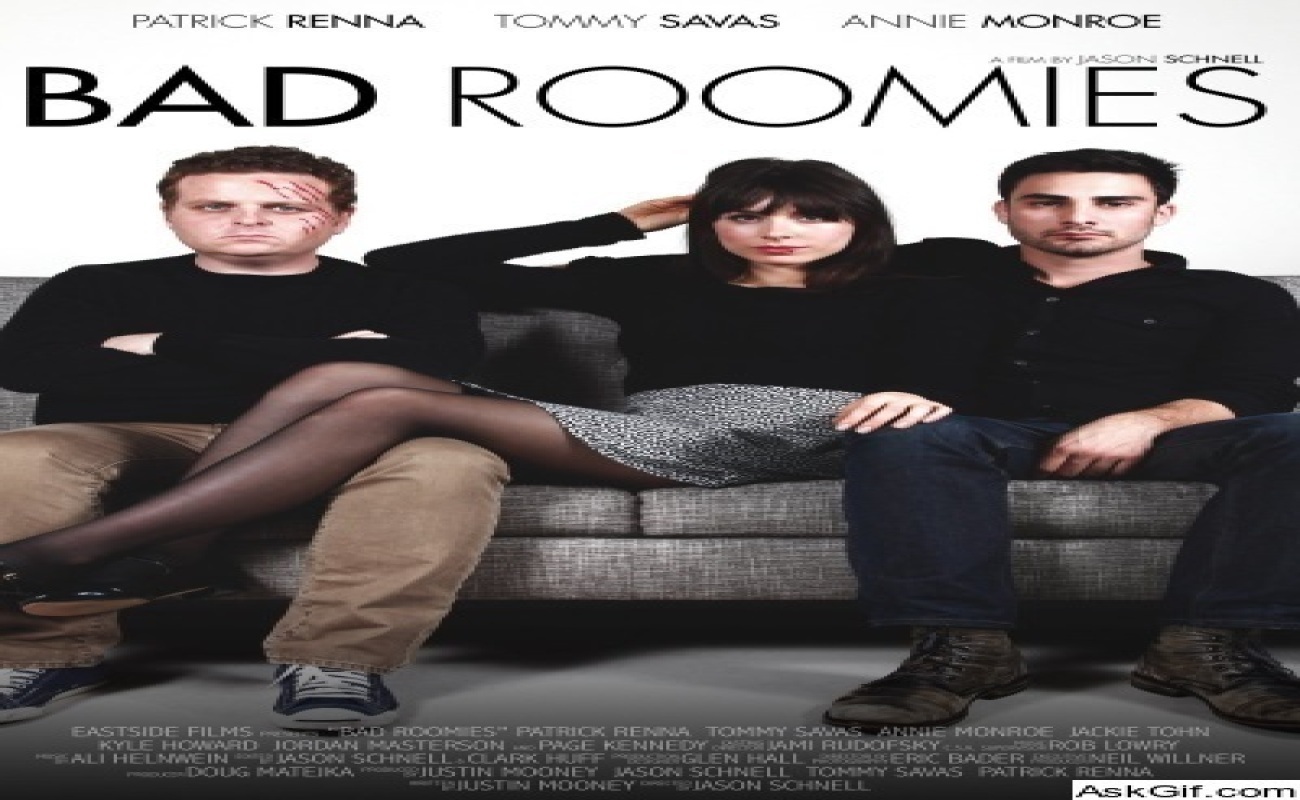 PATRICK RENNA TOMMY SAVAS ANNIE MONROE
A FILM BY JASON SCHNELL
BAD ROOMIES
EASTSIDE FILMS "BAD ROOMIES" PATRICK RENNA TOMMY SAVAS ANNIE MONROE JACKIE TOHN
KYLE HOWARD JORDAN MASTERSON AND PAGE KENNEDY JAMI RUDOFSKY C.S.A. ROB LOWRY
ALI HELNWEIN JASON SCHNELL & CLARK HUFF GLEN HALL ERIC BADER NEIL WILLNER
DOUG MATEIKA JUSTIN MOONEY JASON SCHNELL TOMMY SAVAS PATRICK RENNA
JUSTIN MOONEY JASON SCHNELL
AskGif.com